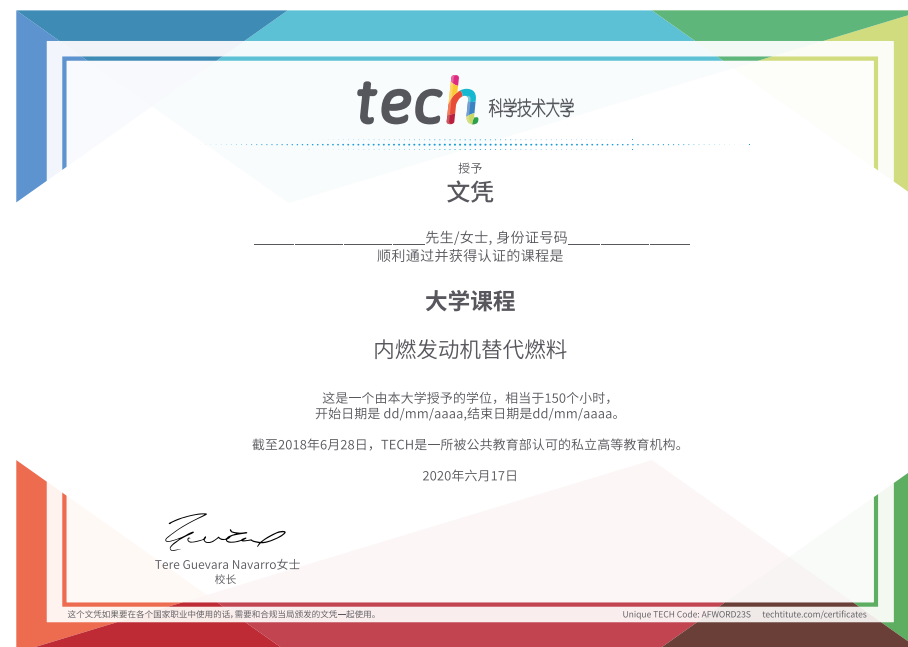 tech 科学技术大学
授予
文凭
____________________先生/女士, 身份证号码______________
顺利通过并获得认证的课程是
大学课程
内燃发动机替代燃料
这是一个由本大学授予的学位，相当于150个小时，
开始日期是 dd/mm/aaaa,结束日期是dd/mm/aaaa。
截至2018年6月28日，TECH是一所被公共教育部认可的私立高等教育机构。
2020年六月17日
Tere Guevara Navarro女士
校长
这个文凭如果要在各个国家职业中使用的话,需要和合规当局颁发的文凭一起使用。
Unique TECH Code: AFWORD23S techtitute.com/certificates